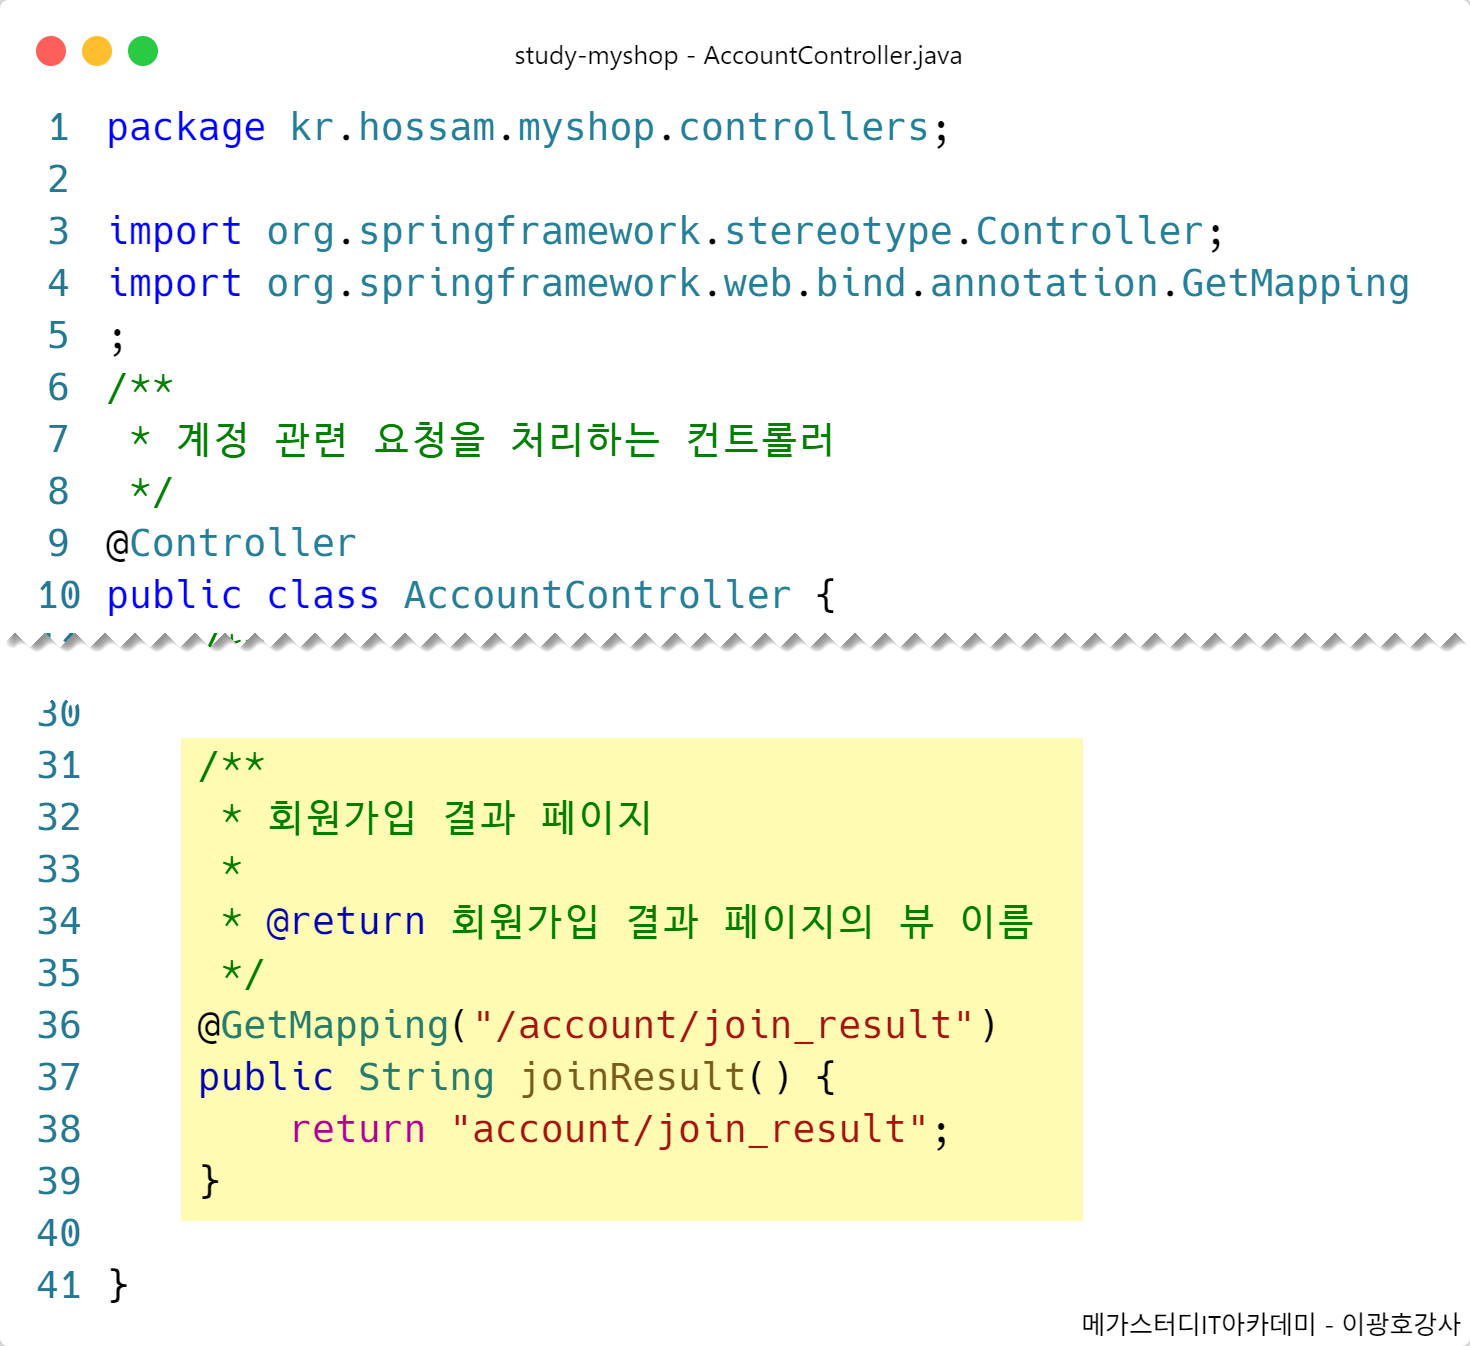 study-myshop - AccountController.java
1 package kr.hossam.myshop.controllers;
2
3 import org.springframework.stereotype.Controller;
4 import org.springframework.web.bind.annotation.GetMapping
5 ;
6 /**
7  * 계정 관련 요청을 처리하는 컨트롤러
8  */
9 @Controller
10 public class AccountController {
30
31     /**
32      * 회원가입 결과 페이지
33      *
34      * @return 회원가입 결과 페이지의 뷰 이름
35      */
36     @GetMapping("/account/join_result")
37     public String joinResult() {
38         return "account/join_result";
39     }
40
41 }
메가스터디IT아카데미 - 이광호강사